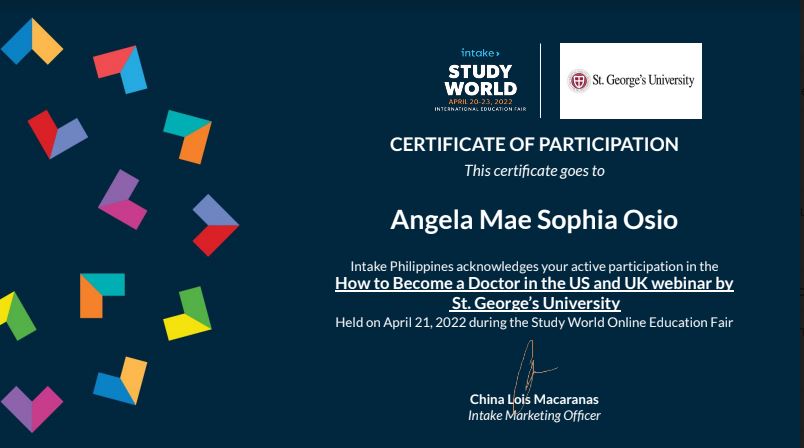 intake›
STUDY
WORLD
APRIL 20-23, 2022
INTERNATIONAL EDUCATION FAIR
St. George's University
CERTIFICATE OF PARTICIPATION
This certificate goes to
Angela Mae Sophia Osio
Intake Philippines acknowledges your active participation in the
How to Become a Doctor in the US and UK webinar by
St. George's University
Held on April 21, 2022 during the Study World Online Education Fair
China Lois Macaranas
Intake Marketing Officer